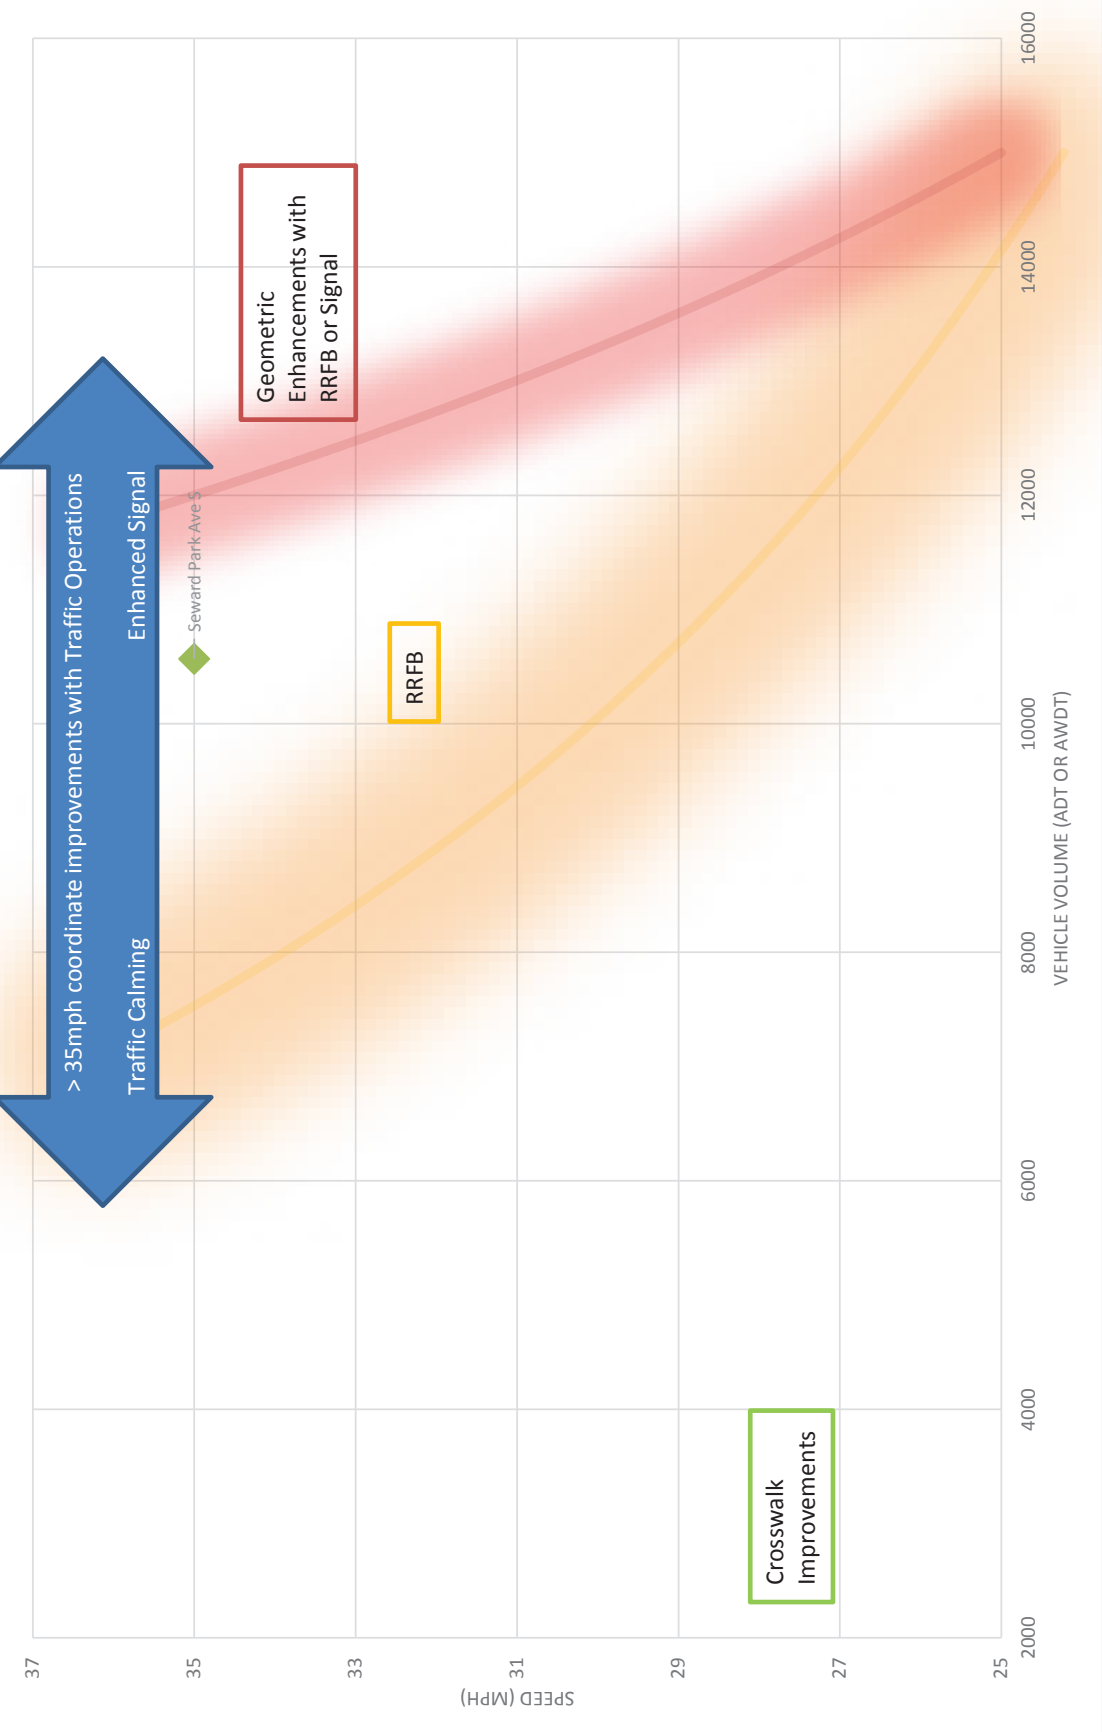 > 35mph coordinate improvements with Traffic Operations
Traffic Calming
Enhanced Signal
Seward Park Ave S
Geometric
Enhancements with
RRFB or Signal
RRFB
Crosswalk
Improvements
37
35
33
31
29
27
25
SPEED (MPH)
2000
4000
6000
8000
10000
12000
14000
16000
VEHICLE VOLUME (ADT OR AWDT)